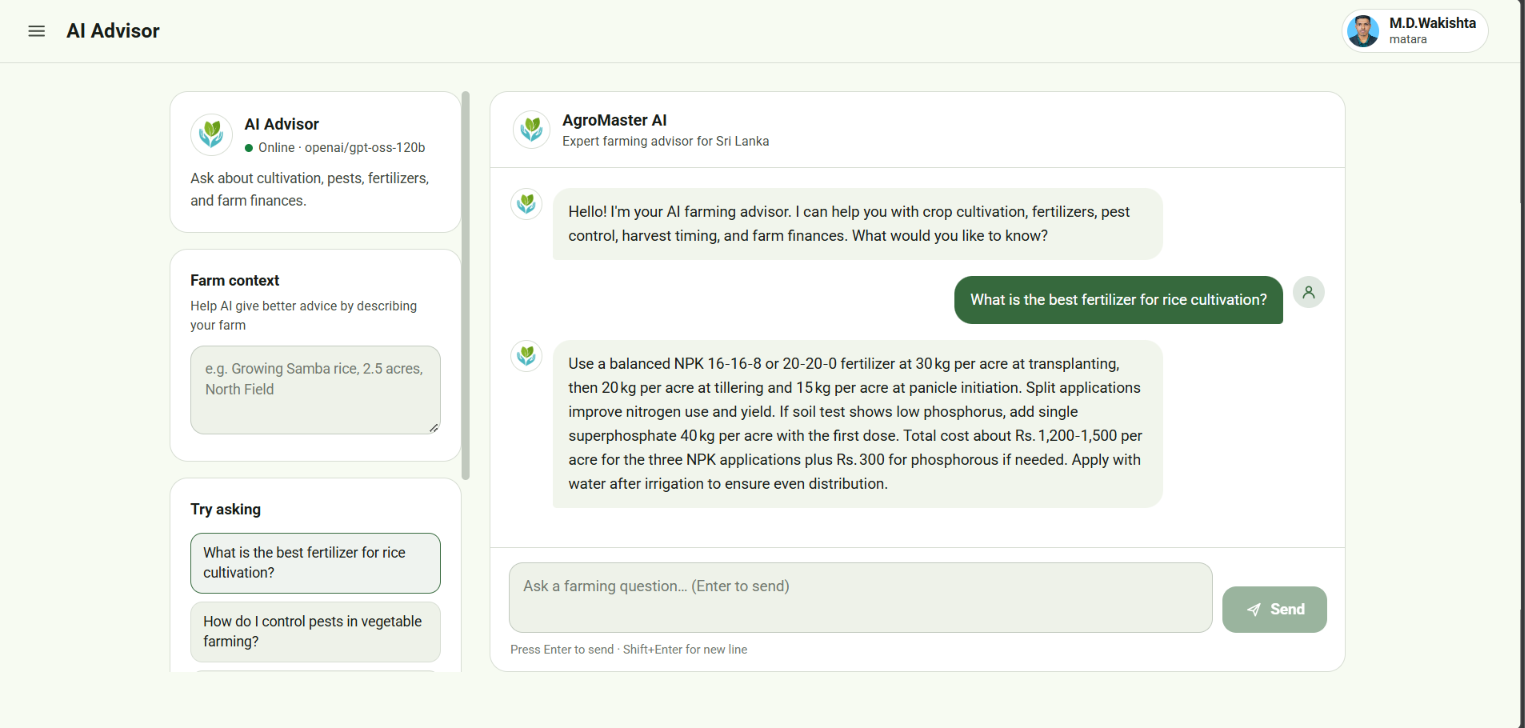 AI Advisor
M.D.Wakishta
matara
AI Advisor
Online · openai/gpt-oss-120b
Ask about cultivation, pests, fertilizers,
and farm finances.
Farm context
Help AI give better advice by describing
your farm
e.g. Growing Samba rice, 2.5 acres,
North Field
Try asking
What is the best fertilizer for rice
cultivation?
How do I control pests in vegetable
farming?
AgroMaster AI
Expert farming advisor for Sri Lanka
Hello! I'm your AI farming advisor. I can help you with crop cultivation, fertilizers, pest
control, harvest timing, and farm finances. What would you like to know?
What is the best fertilizer for rice cultivation?
Use a balanced NPK 16-16-8 or 20-20-0 fertilizer at 30 kg per acre at transplanting,
then 20 kg per acre at tillering and 15 kg per acre at panicle initiation. Split applications
improve nitrogen use and yield. If soil test shows low phosphorus, add single
superphosphate 40 kg per acre with the first dose. Total cost about Rs. 1,200-1,500 per
acre for the three NPK applications plus Rs. 300 for phosphorous if needed. Apply with
water after irrigation to ensure even distribution.
Ask a farming question... (Enter to send)
Send
Press Enter to send · Shift+Enter for new line